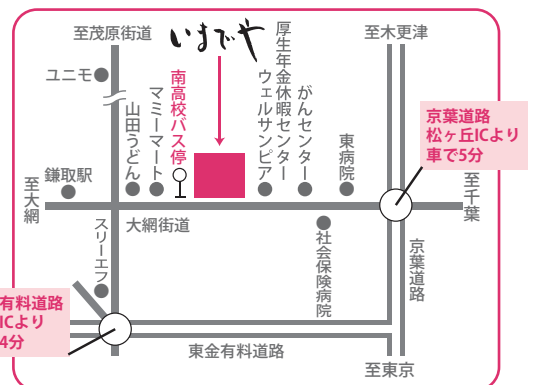 至茂原街道
いまでや
至木更津
ユニモ
南高校バス停
マミーマート
山田うどん
厚生年金休暇センター
ウェルサンピア
がんセンター
東病院
京葉道路
松ヶ丘ICより
車で5分
至大網
鎌取駅
至千葉
大網街道
スリーエフ
社会保険病院
京葉道路
有料道路
ICより
4分
東金有料道路
至東京